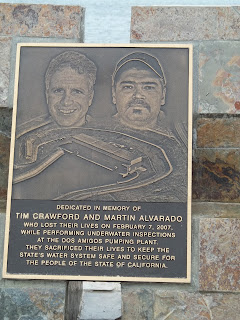 DEDICATED IN MEMORY OF
TIM CRAWFORD AND MARTIN ALVARADO
WHO LOST THEIR LIVES ON FEBRUARY 7, 2007,
WHILE PERFORMING UNDERWATER INSPECTIONS
AT THE DOS AMIGOS PUMPING PLANT.
THEY SACRIFICED THEIR LIVES TO KEEP THE
STATE'S WATER SYSTEM SAFE AND SECURE FOR
THE PEOPLE OF THE STATE OF CALIFORNIA.